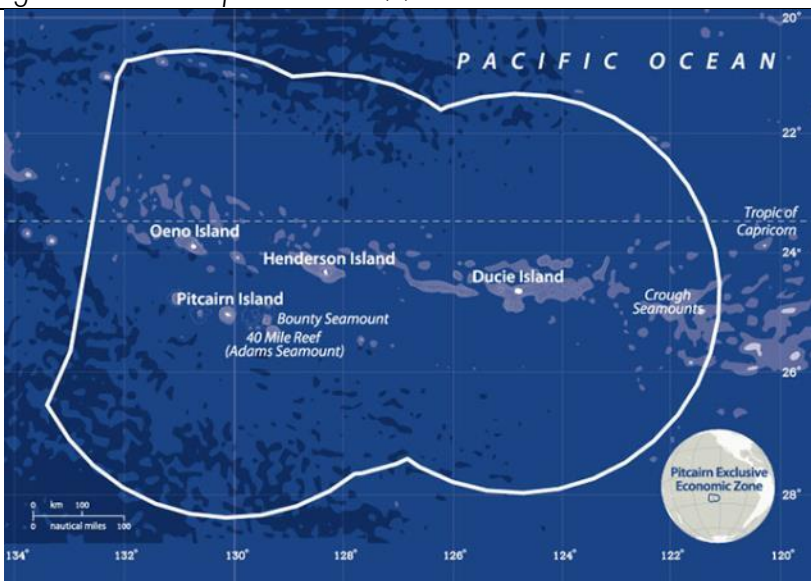 20°
PACIFIC OCEAN
22°
Tropic of
Capricorn
Oeno Island
24°
Henderson Island
Ducie Island
Pitcairn Island
Crough
Seamounts
Bounty Seamount
40 Mile Reef
(Adams Seamount)
26°
Pitcairn Exclusive
Economic Zone
28°
0 km 100
0 nautical miles 100
134° 132° 130° 128° 126° 124° 122° 120°